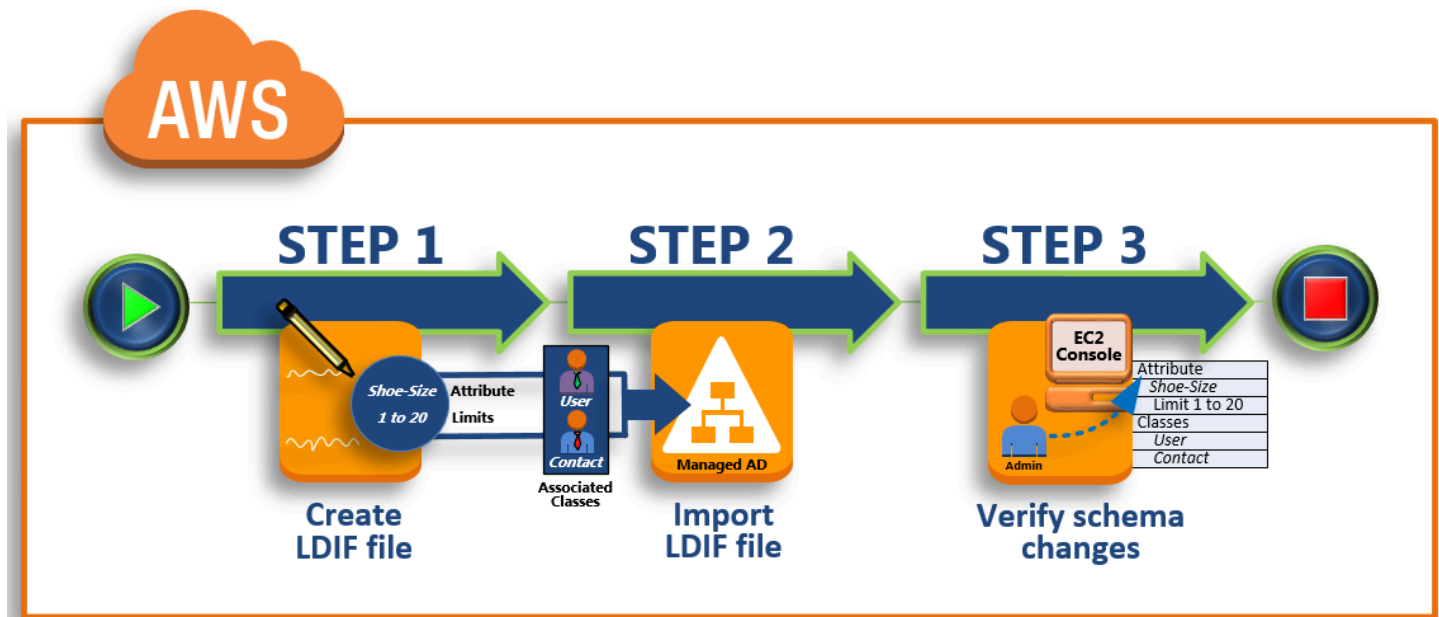 AWS
STEP 1
STEP 2
STEP 3
Shoe-Size
1 to 20
Attribute
Limits
User
Contact
Associated
Classes
Managed AD
EC2
Console
Admin
Attribute
Shoe-Size
Limit 1 to 20
Classes
User
Contact
Create
LDIF file
Import
LDIF file
Verify schema
changes